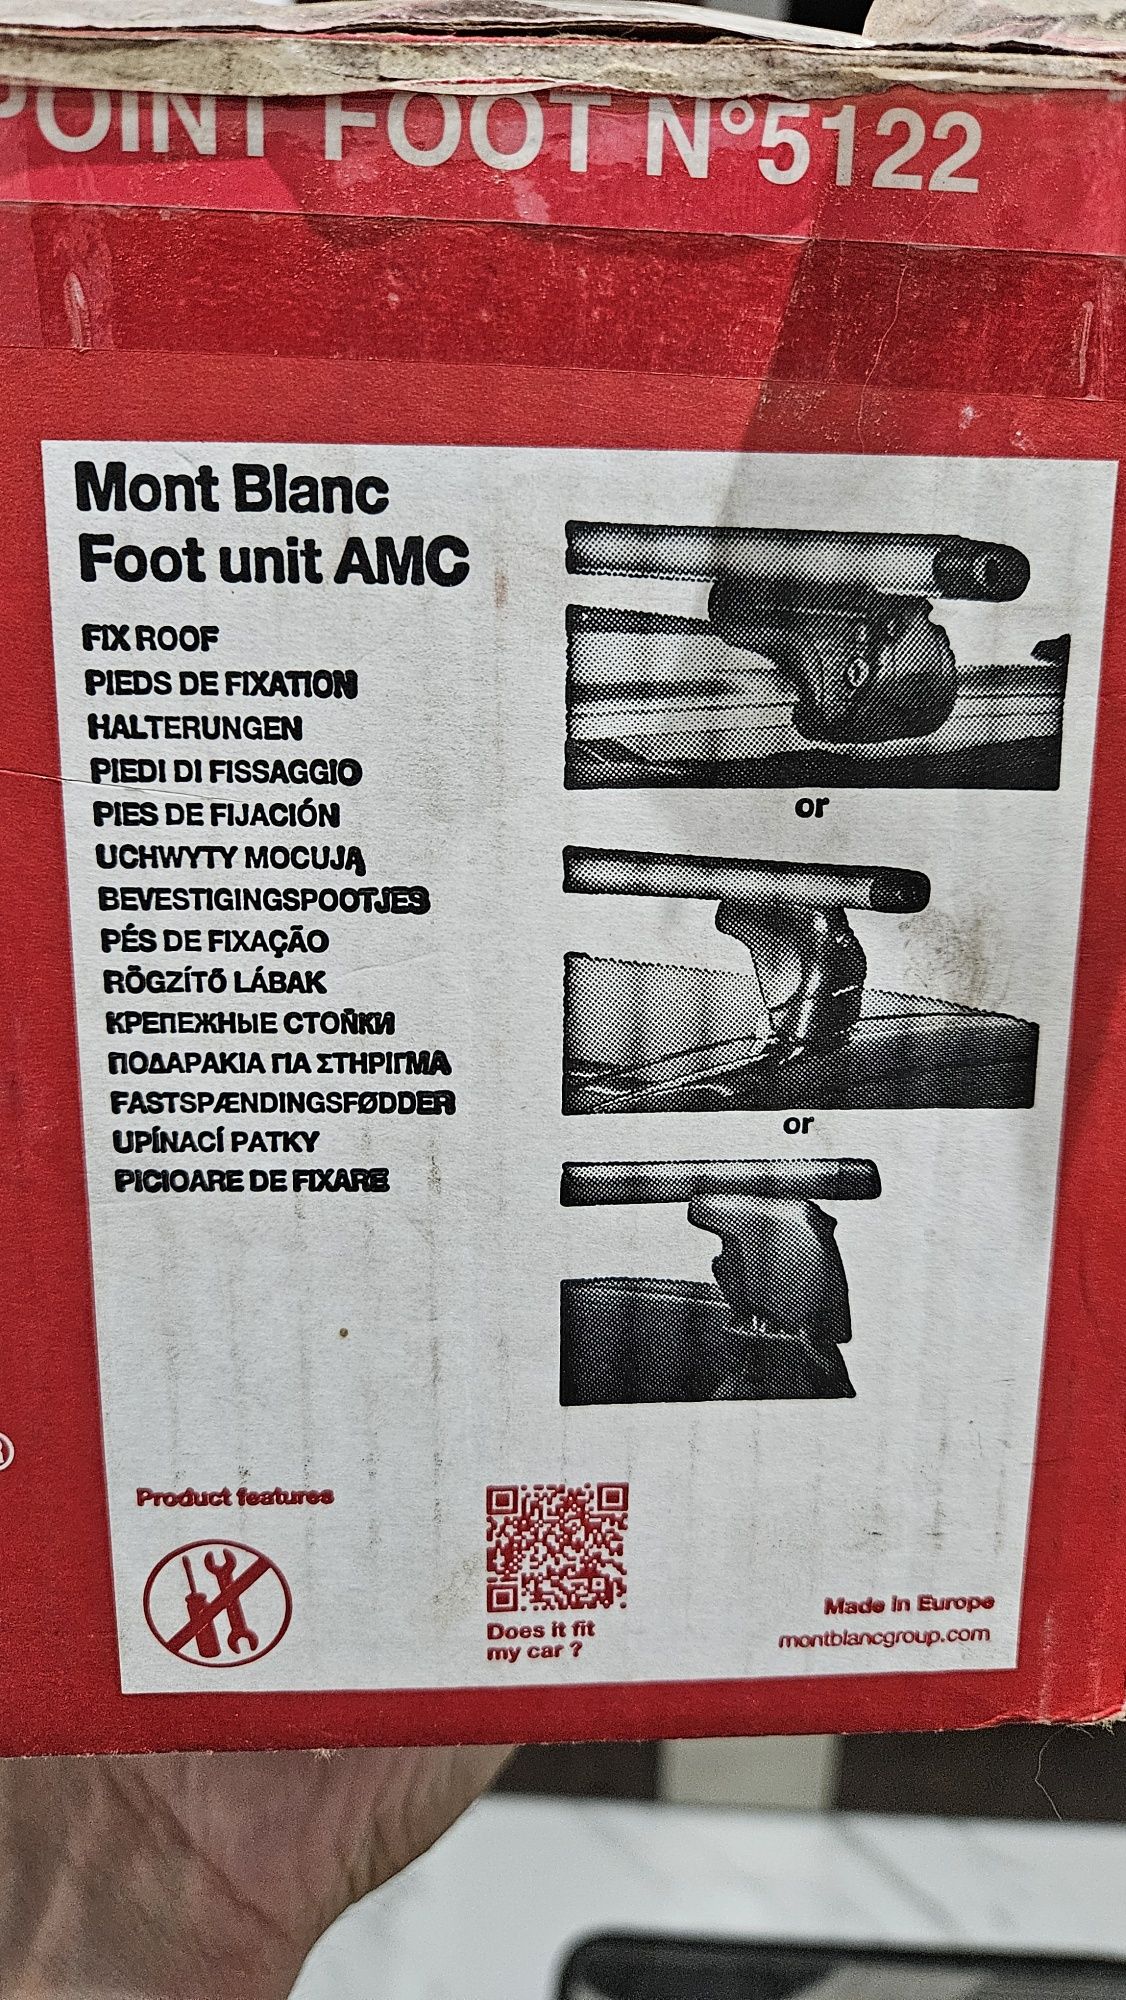 POINT FOOT N°5122
Mont Blanc
Foot unit AMC
FIX ROOF
PIEDS DE FIXATION
HALTERUNGEN
PIEDI DI FISSAGGIO
PIES DE FIJACIÓN
UCHWYTY MOCUJĄ
BEVESTIGINGSPOOTJES
PÉS DE FIXAÇÃO
RÖGZÍTŐ LÁBAK
КРЕПЕЖНЫЕ СТОЙКИ
ΠΟΔΑΡΑΚΙΑ ΓΙΑ ΣΤΗΡΙΓΜΑ
FASTSPÆNDINGSFØDDER
UPÍNACÍ PATKY
PICIOARE DE FIXARE
or
or
®
Product features
Does it fit
my car ?
Made in Europe
montblancgroup.com